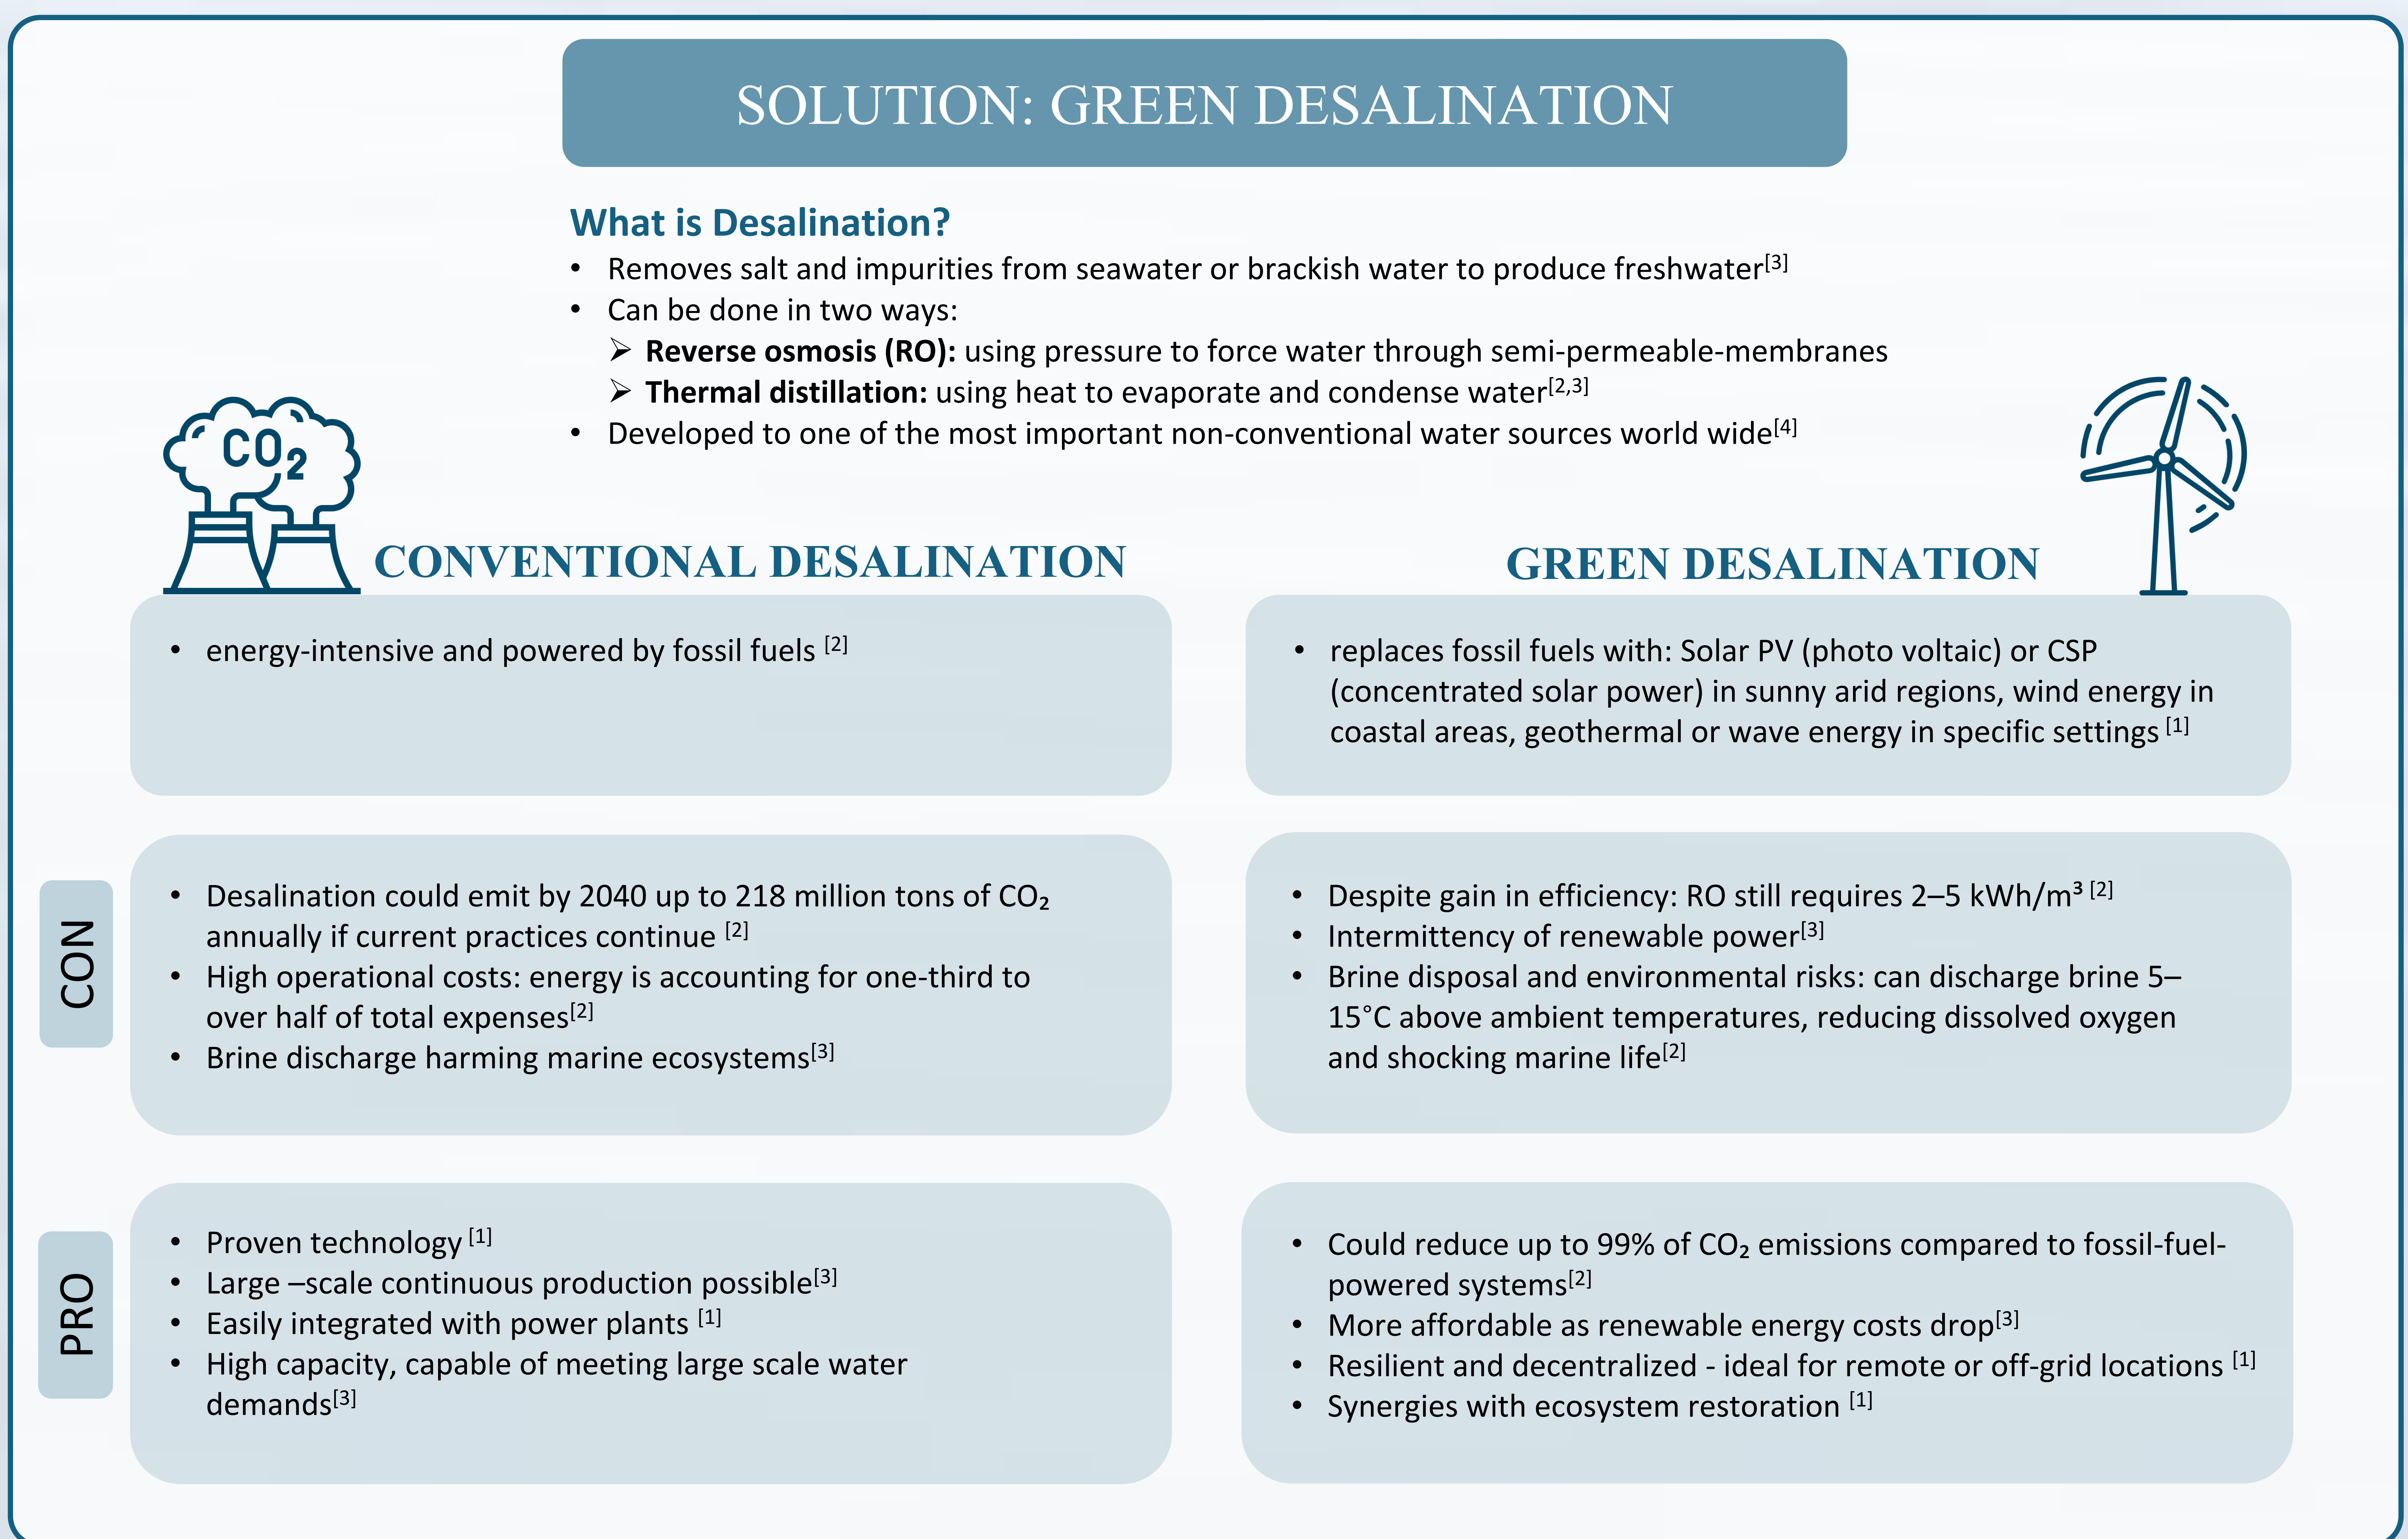 SOLUTION: GREEN DESALINATION
What is Desalination?
• Removes salt and impurities from seawater or brackish water to produce freshwater[3]
• Can be done in two ways:
➢ Reverse osmosis (RO): using pressure to force water through semi-permeable-membranes
➢ Thermal distillation: using heat to evaporate and condense water[2,3]
• Developed to one of the most important non-conventional water sources world wide[4]
CO₂
CONVENTIONAL DESALINATION
• energy-intensive and powered by fossil fuels [2]
GREEN DESALINATION
• replaces fossil fuels with: Solar PV (photo voltaic) or CSP
(concentrated solar power) in sunny arid regions, wind energy in
coastal areas, geothermal or wave energy in specific settings [1]
CON
• Desalination could emit by 2040 up to 218 million tons of CO₂
annually if current practices continue [2]
• High operational costs: energy is accounting for one-third to
over half of total expenses[2]
• Brine discharge harming marine ecosystems[3]
• Despite gain in efficiency: RO still requires 2–5 kWh/m³ [2]
• Intermittency of renewable power[3]
• Brine disposal and environmental risks: can discharge brine 5–
15°C above ambient temperatures, reducing dissolved oxygen
and shocking marine life[2]
PRO
• Proven technology [1]
• Large –scale continuous production possible[3]
• Easily integrated with power plants [1]
• High capacity, capable of meeting large scale water
demands[3]
• Could reduce up to 99% of CO₂ emissions compared to fossil-fuel-
powered systems[2]
• More affordable as renewable energy costs drop[3]
• Resilient and decentralized - ideal for remote or off-grid locations [1]
• Synergies with ecosystem restoration [1]